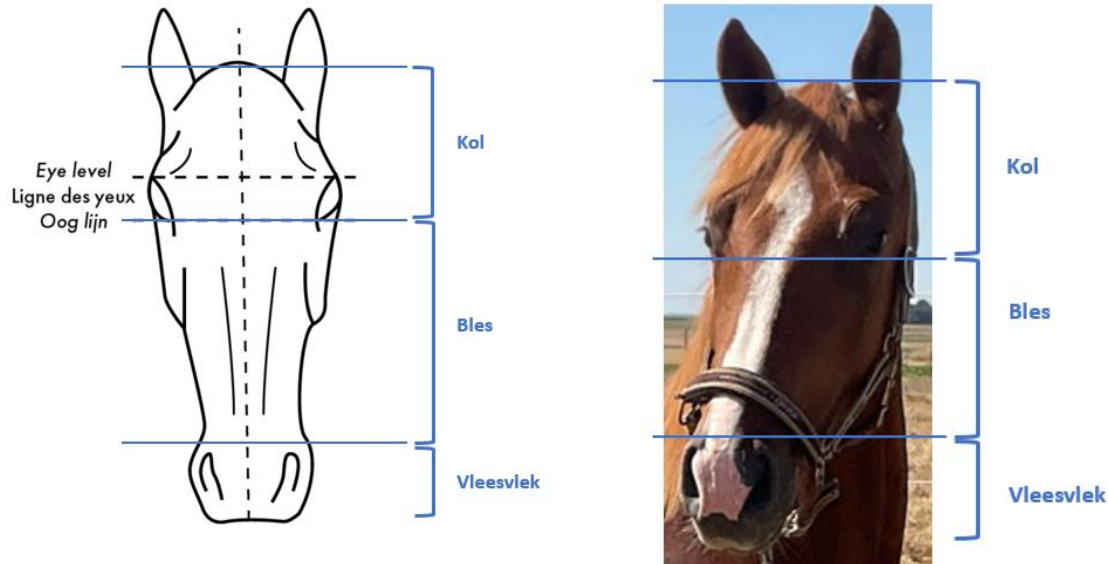 Kol
Eye level
Ligne des yeux
Oog lijn
Bles
Vleesvlek
Kol
Bles
Vleesvlek